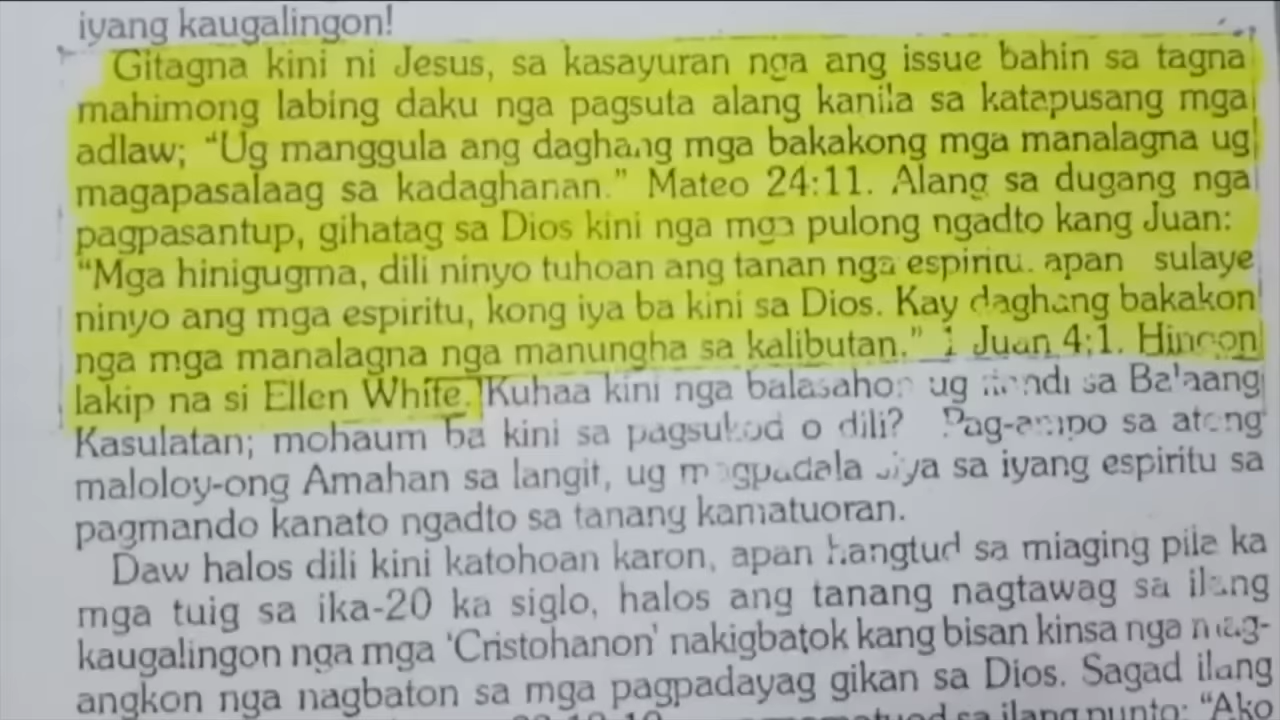 iyang kaugalingon!
Gitagna kini ni Jesus, sa kasayuran nga ang issue bahin sa tagna
mahimong labing daku nga pagsuta alang kanila sa katapusang mga
adlaw; “Ug manggula ang daghang mga bakakong mga manalagna ug
magapasalaag sa kadaghanan.” Mateo 24:11. Alang sa dugang nga
pagpasantup, gihatag sa Dios kini nga mga pulong ngadto kang Juan:
“Mga hinigugma, dili ninyo tuhoan ang tanan nga espiritu. apan sulaye
ninyo ang mga espiritu, kong iya ba kini sa Dios. Kay daghang bakakon
nga mga manalagna nga manungha sa kalibutan.” 1 Juan 4:1. Hinoon
lakip na si Ellen White. Kuhaa kini nga balasahon ug sa Balaang
Kasulatan; mohaum ba kini sa pagsukod o dili? Pag-ampo sa atong
maloloy-ong Amahan sa langit, ug magpadala siya sa iyang espiritu sa
pagmando kanato ngadto sa tanang kamatuoran.
Daw halos dili kini katohoan karon, apan hangtud sa miaging pila ka
mga tuig sa ika-20 ka siglo, halos ang tanang nagtawag sa ilang
kaugalingon nga mga ‘Cristohanon’ nakigbatok kang bisan kinsa nga mag-
angkon nga nagbaton sa mga pagpadayag gikan sa Dios. Sagad ilang
sa ilang punto: “Ako